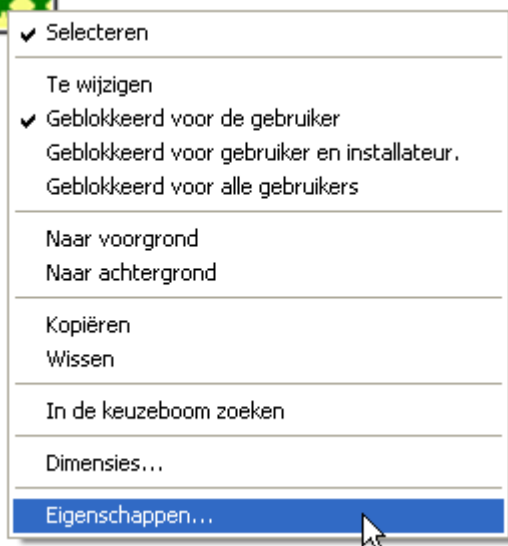 Selecteren
Te wijzigen
Geblokkeerd voor de gebruiker
Geblokkeerd voor gebruiker en installateur.
Geblokkeerd voor alle gebruikers
Naar voorgrond
Naar achtergrond
Kopiëren
Wissen
In de keuzeboom zoeken
Dimensies...
Eigenschappen...